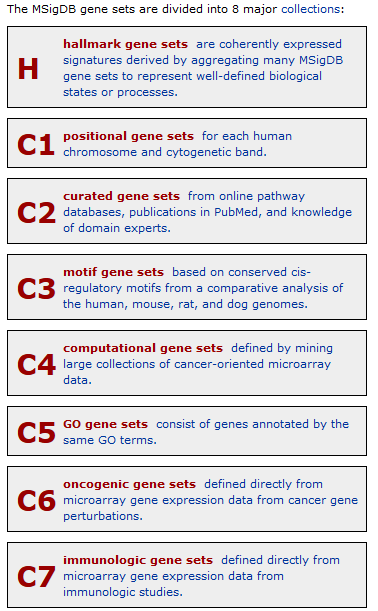 The MSigDB gene sets are divided into 8 major collections:
H
hallmark gene sets are coherently expressed
signatures derived by aggregating many MSigDB
gene sets to represent well-defined biological
states or processes.
C1
positional gene sets for each human
chromosome and cytogenetic band.
C2
curated gene sets from online pathway
databases, publications in PubMed, and knowledge
of domain experts.
C3
motif gene sets based on conserved cis-
regulatory motifs from a comparative analysis of
the human, mouse, rat, and dog genomes.
C4
computational gene sets defined by mining
large collections of cancer-oriented microarray
data.
C5
GO gene sets consist of genes annotated by the
same GO terms.
C6
oncogenic gene sets defined directly from
microarray gene expression data from cancer gene
perturbations.
C7
immunologic gene sets defined directly from
microarray gene expression data from
immunologic studies.